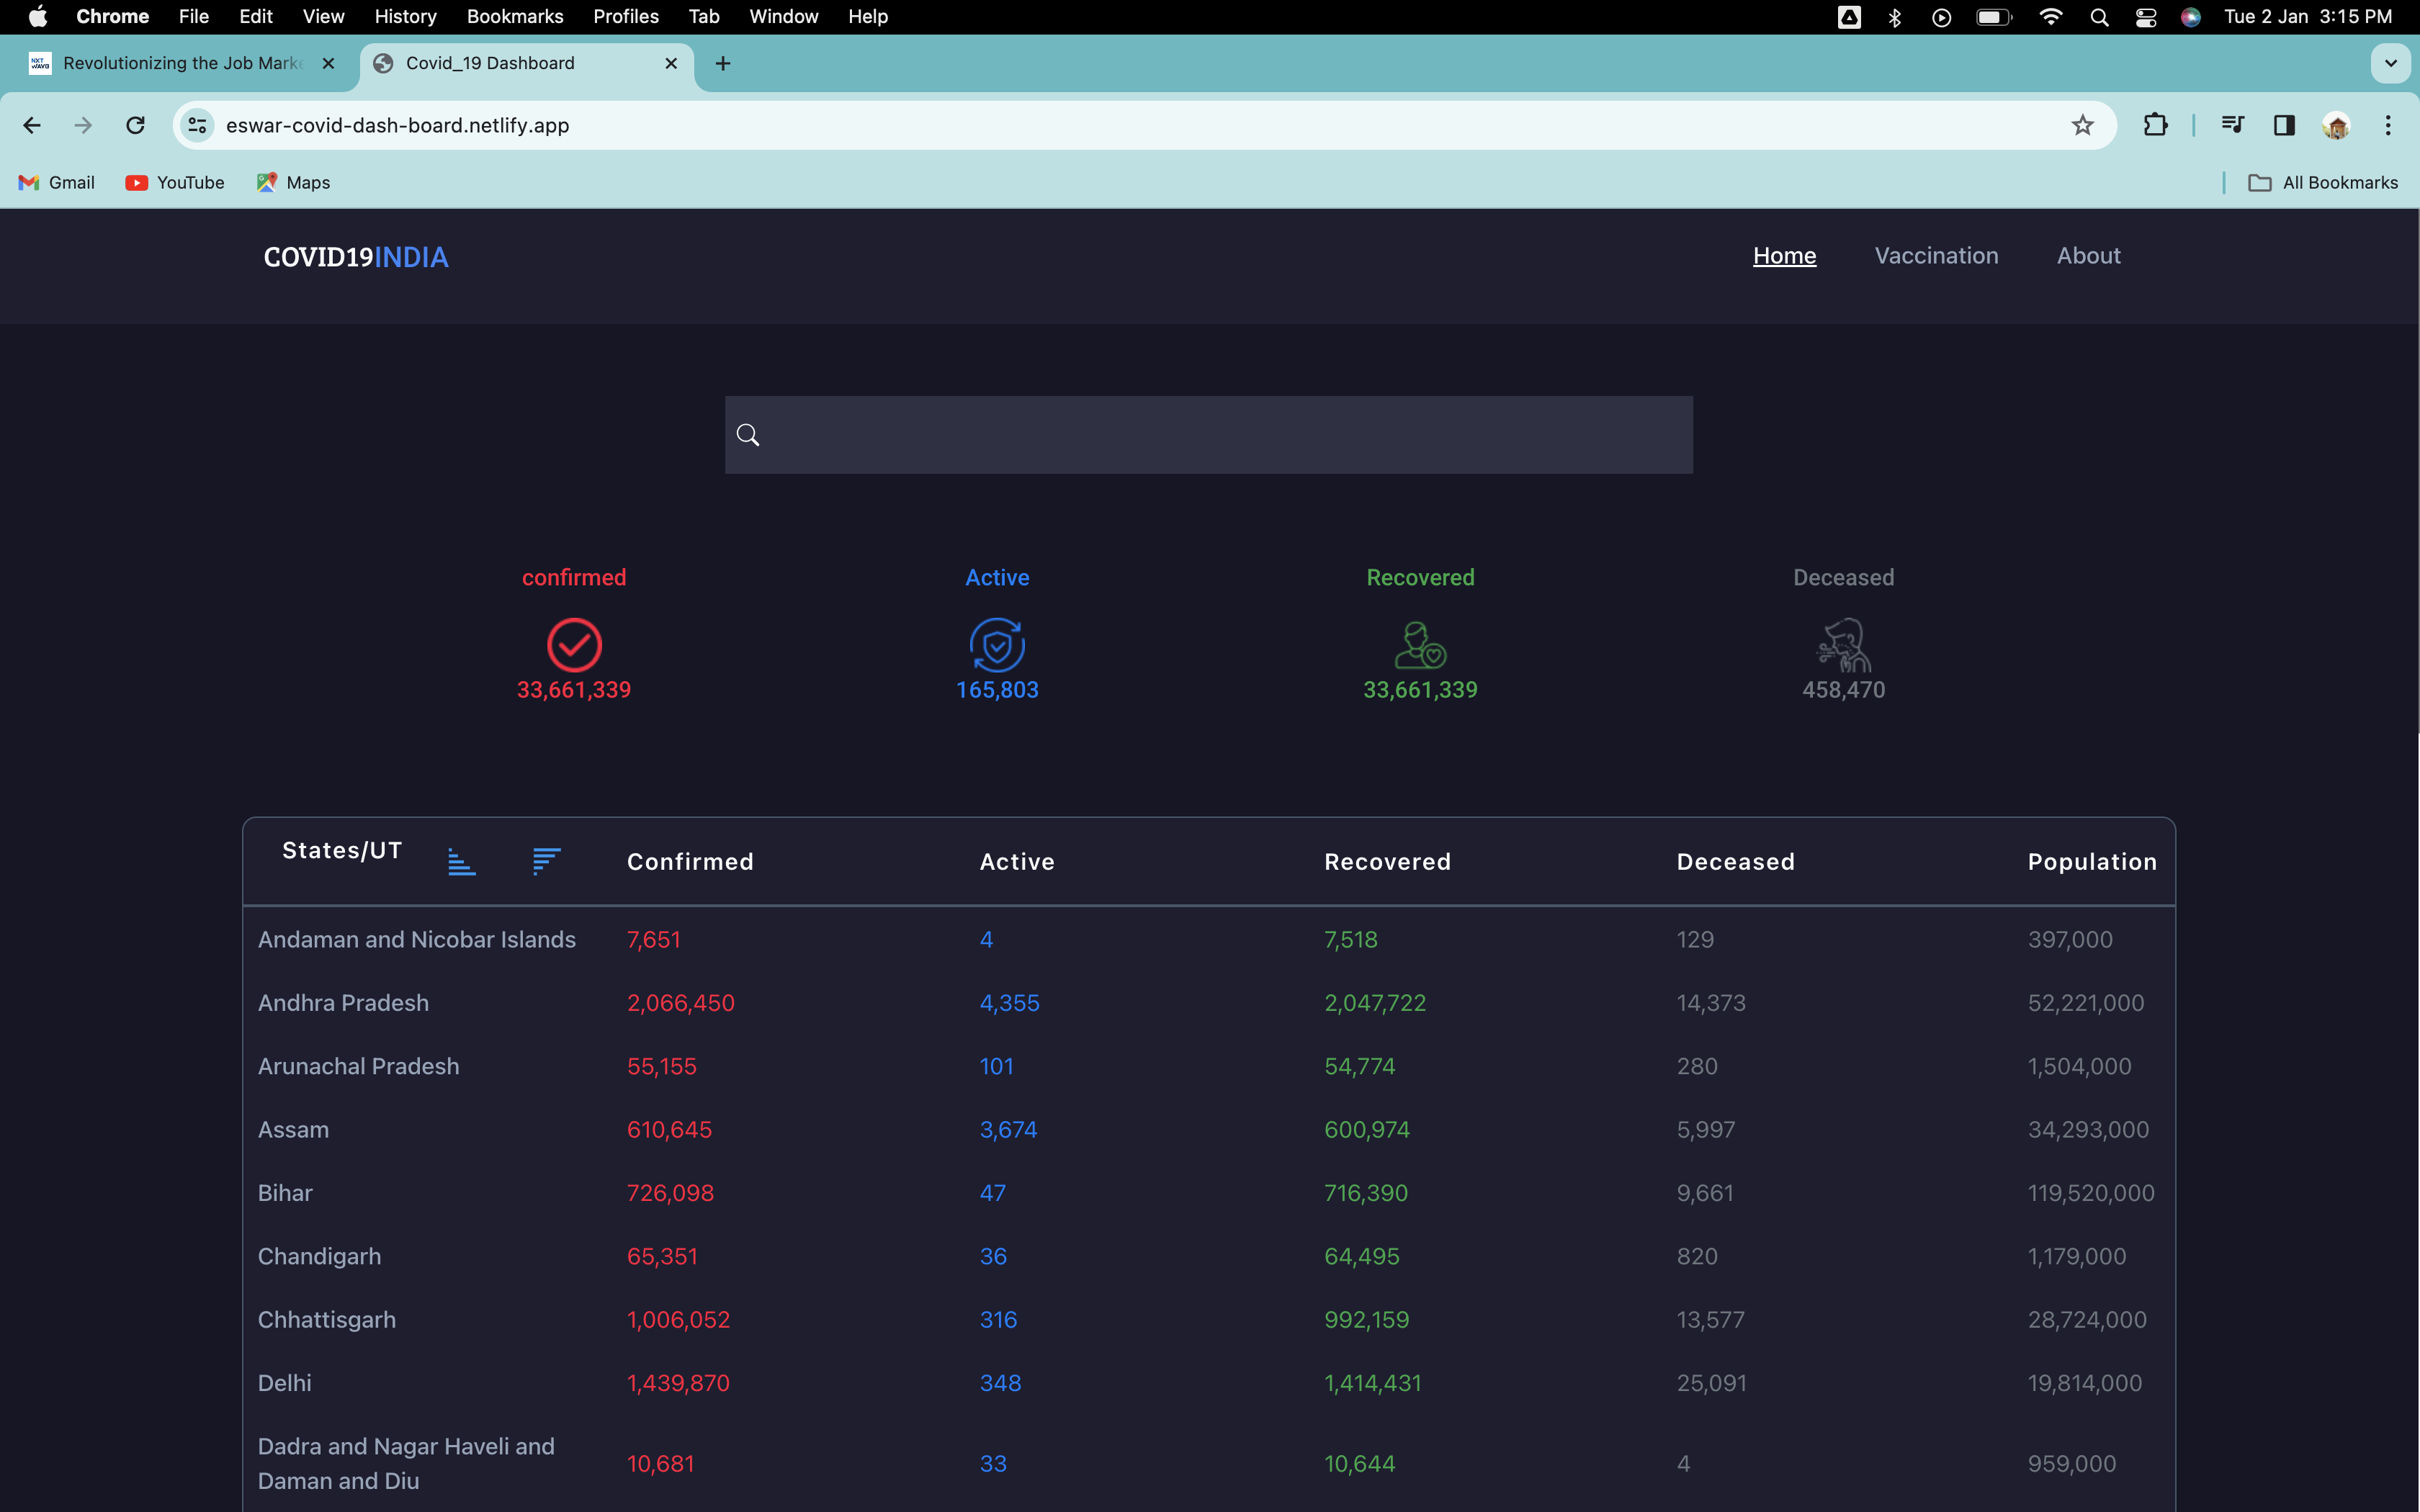 Chrome File Edit View History Bookmarks Profiles Tab Window Help Tue 2 Jan 3:15 PM
NXT WAVE Revolutionizing the Job Marke Covid_19 Dashboard
eswar-covid-dash-board.netlify.app
Gmail YouTube Maps All Bookmarks
COVID19INDIA Home Vaccination About
confirmed Active Recovered Deceased
33,661,339 165,803 33,661,339 458,470
States/UT Confirmed Active Recovered Deceased Population
Andaman and Nicobar Islands 7,651 4 7,518 129 397,000
Andhra Pradesh 2,066,450 4,355 2,047,722 14,373 52,221,000
Arunachal Pradesh 55,155 101 54,774 280 1,504,000
Assam 610,645 3,674 600,974 5,997 34,293,000
Bihar 726,098 47 716,390 9,661 119,520,000
Chandigarh 65,351 36 64,495 820 1,179,000
Chhattisgarh 1,006,052 316 992,159 13,577 28,724,000
Delhi 1,439,870 348 1,414,431 25,091 19,814,000
Dadra and Nagar Haveli and
Daman and Diu 10,681 33 10,644 4 959,000